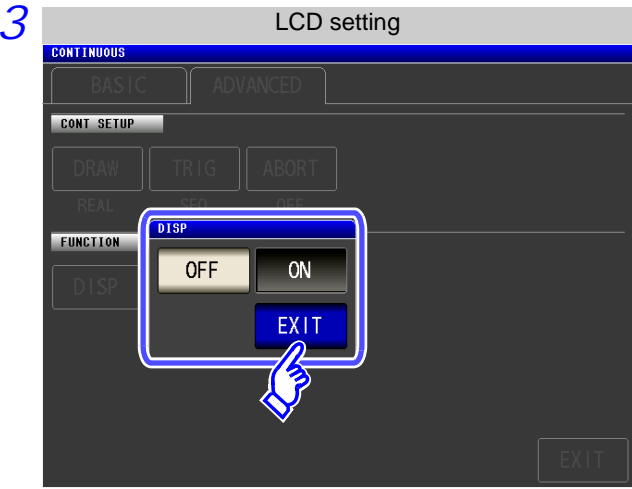 3
LCD setting
CONTINUOUS
BASIC ADVANCED
CONT SETUP
DRAW TRIG ABORT
REAL SEQ OFF
DISP
FUNCTION
OFF ON
DISP
EXIT
EXIT